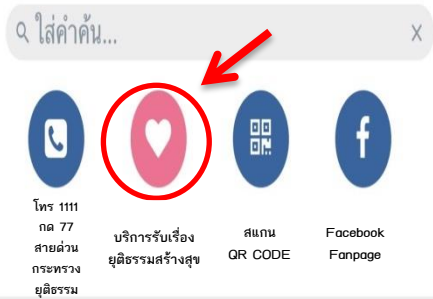 ใส่คำค้น...
X
โทร 1111
กด 77
สายด่วน
กระทรวง
ยุติธรรม
บริการรับเรื่อง
ยุติธรรมสร้างสุข
สแกน
QR CODE
Facebook
Fanpage